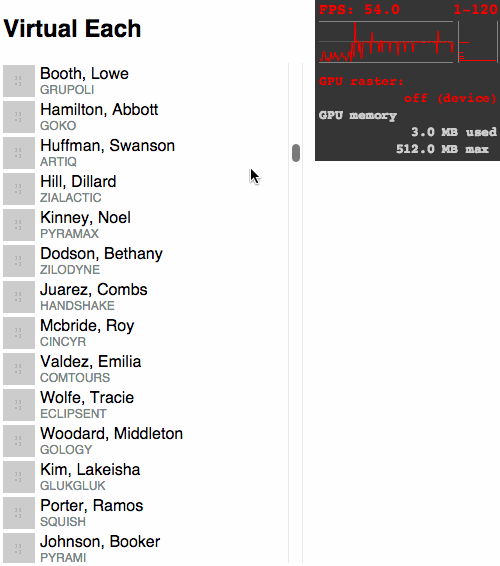 Virtual Each
Booth, Lowe
GRUPOLI
Hamilton, Abbott
GOKO
Huffman, Swanson
ARTIQ
Hill, Dillard
ZIALACTIC
Kinney, Noel
PYRAMAX
Dodson, Bethany
ZILODYNE
Juarez, Combs
HANDSHAKE
Mcbride, Roy
CINCYR
Valdez, Emilia
COMTOURS
Wolfe, Tracie
ECLIPSENT
Woodard, Middleton
GOLOGY
Kim, Lakeisha
GLUKGLUK
Porter, Ramos
SQUISH
Johnson, Booker
PYRAMI
FPS: 54.0 1-120
GPU raster:
off (device)
GPU memory
3.0 MB used
512.0 MB max